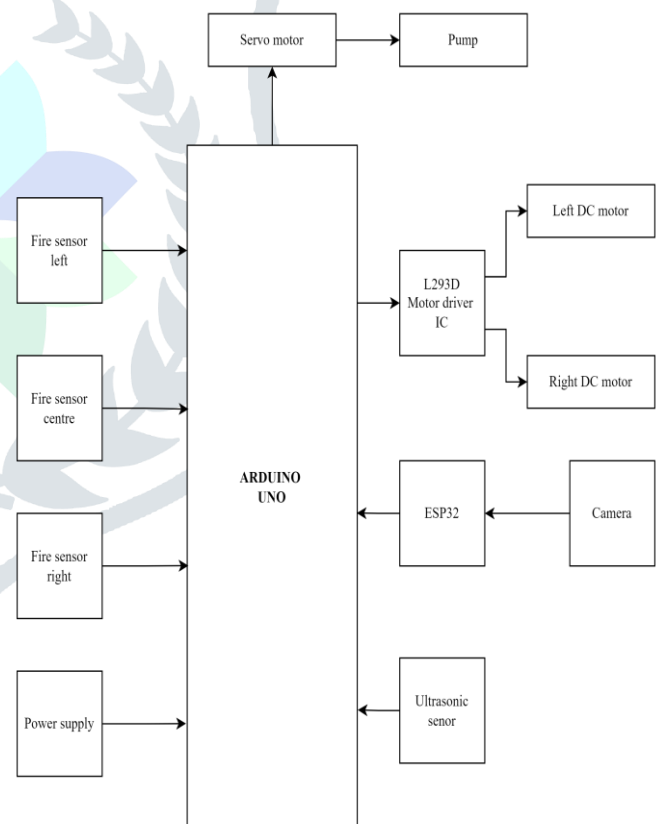 Servo motor
Pump
Fire sensor
left
Left DC motor
L293D
Motor driver
IC
Fire sensor
centre
Right DC motor
ARDUINO
UNO
ESP32
Camera
Fire sensor
right
Power supply
Ultrasonic
senor